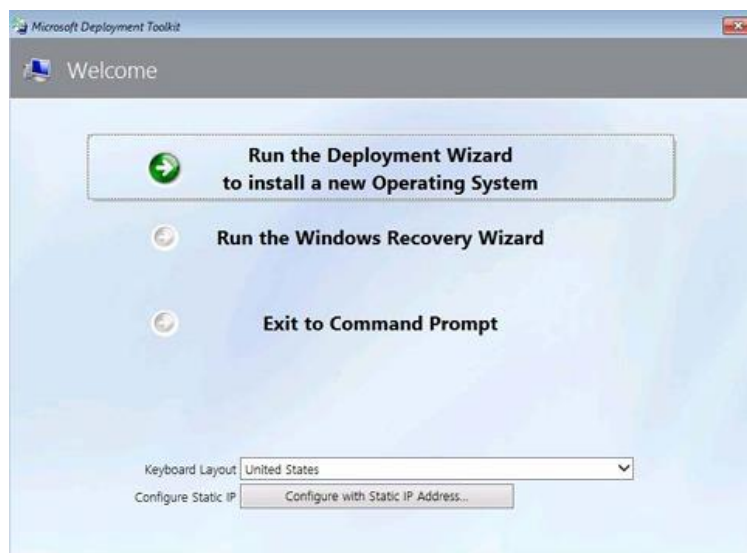 Microsoft Deployment Toolkit
Welcome
Run the Deployment Wizard
to install a new Operating System
Run the Windows Recovery Wizard
Exit to Command Prompt
Keyboard Layout United States
Configure Static IP Configure with Static IP Address...